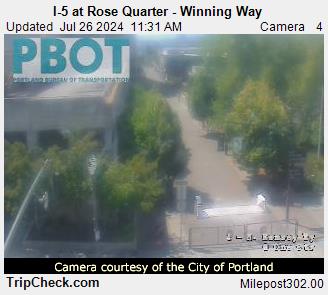 I-5 at Rose Quarter - Winning Way
Updated Jul 26 2024 11:31 AM Camera 4
PBOT
PORTLAND BUREAU OF TRANSPORTATION
Camera courtesy of the City of Portland
TripCheck.com Milepost302.00